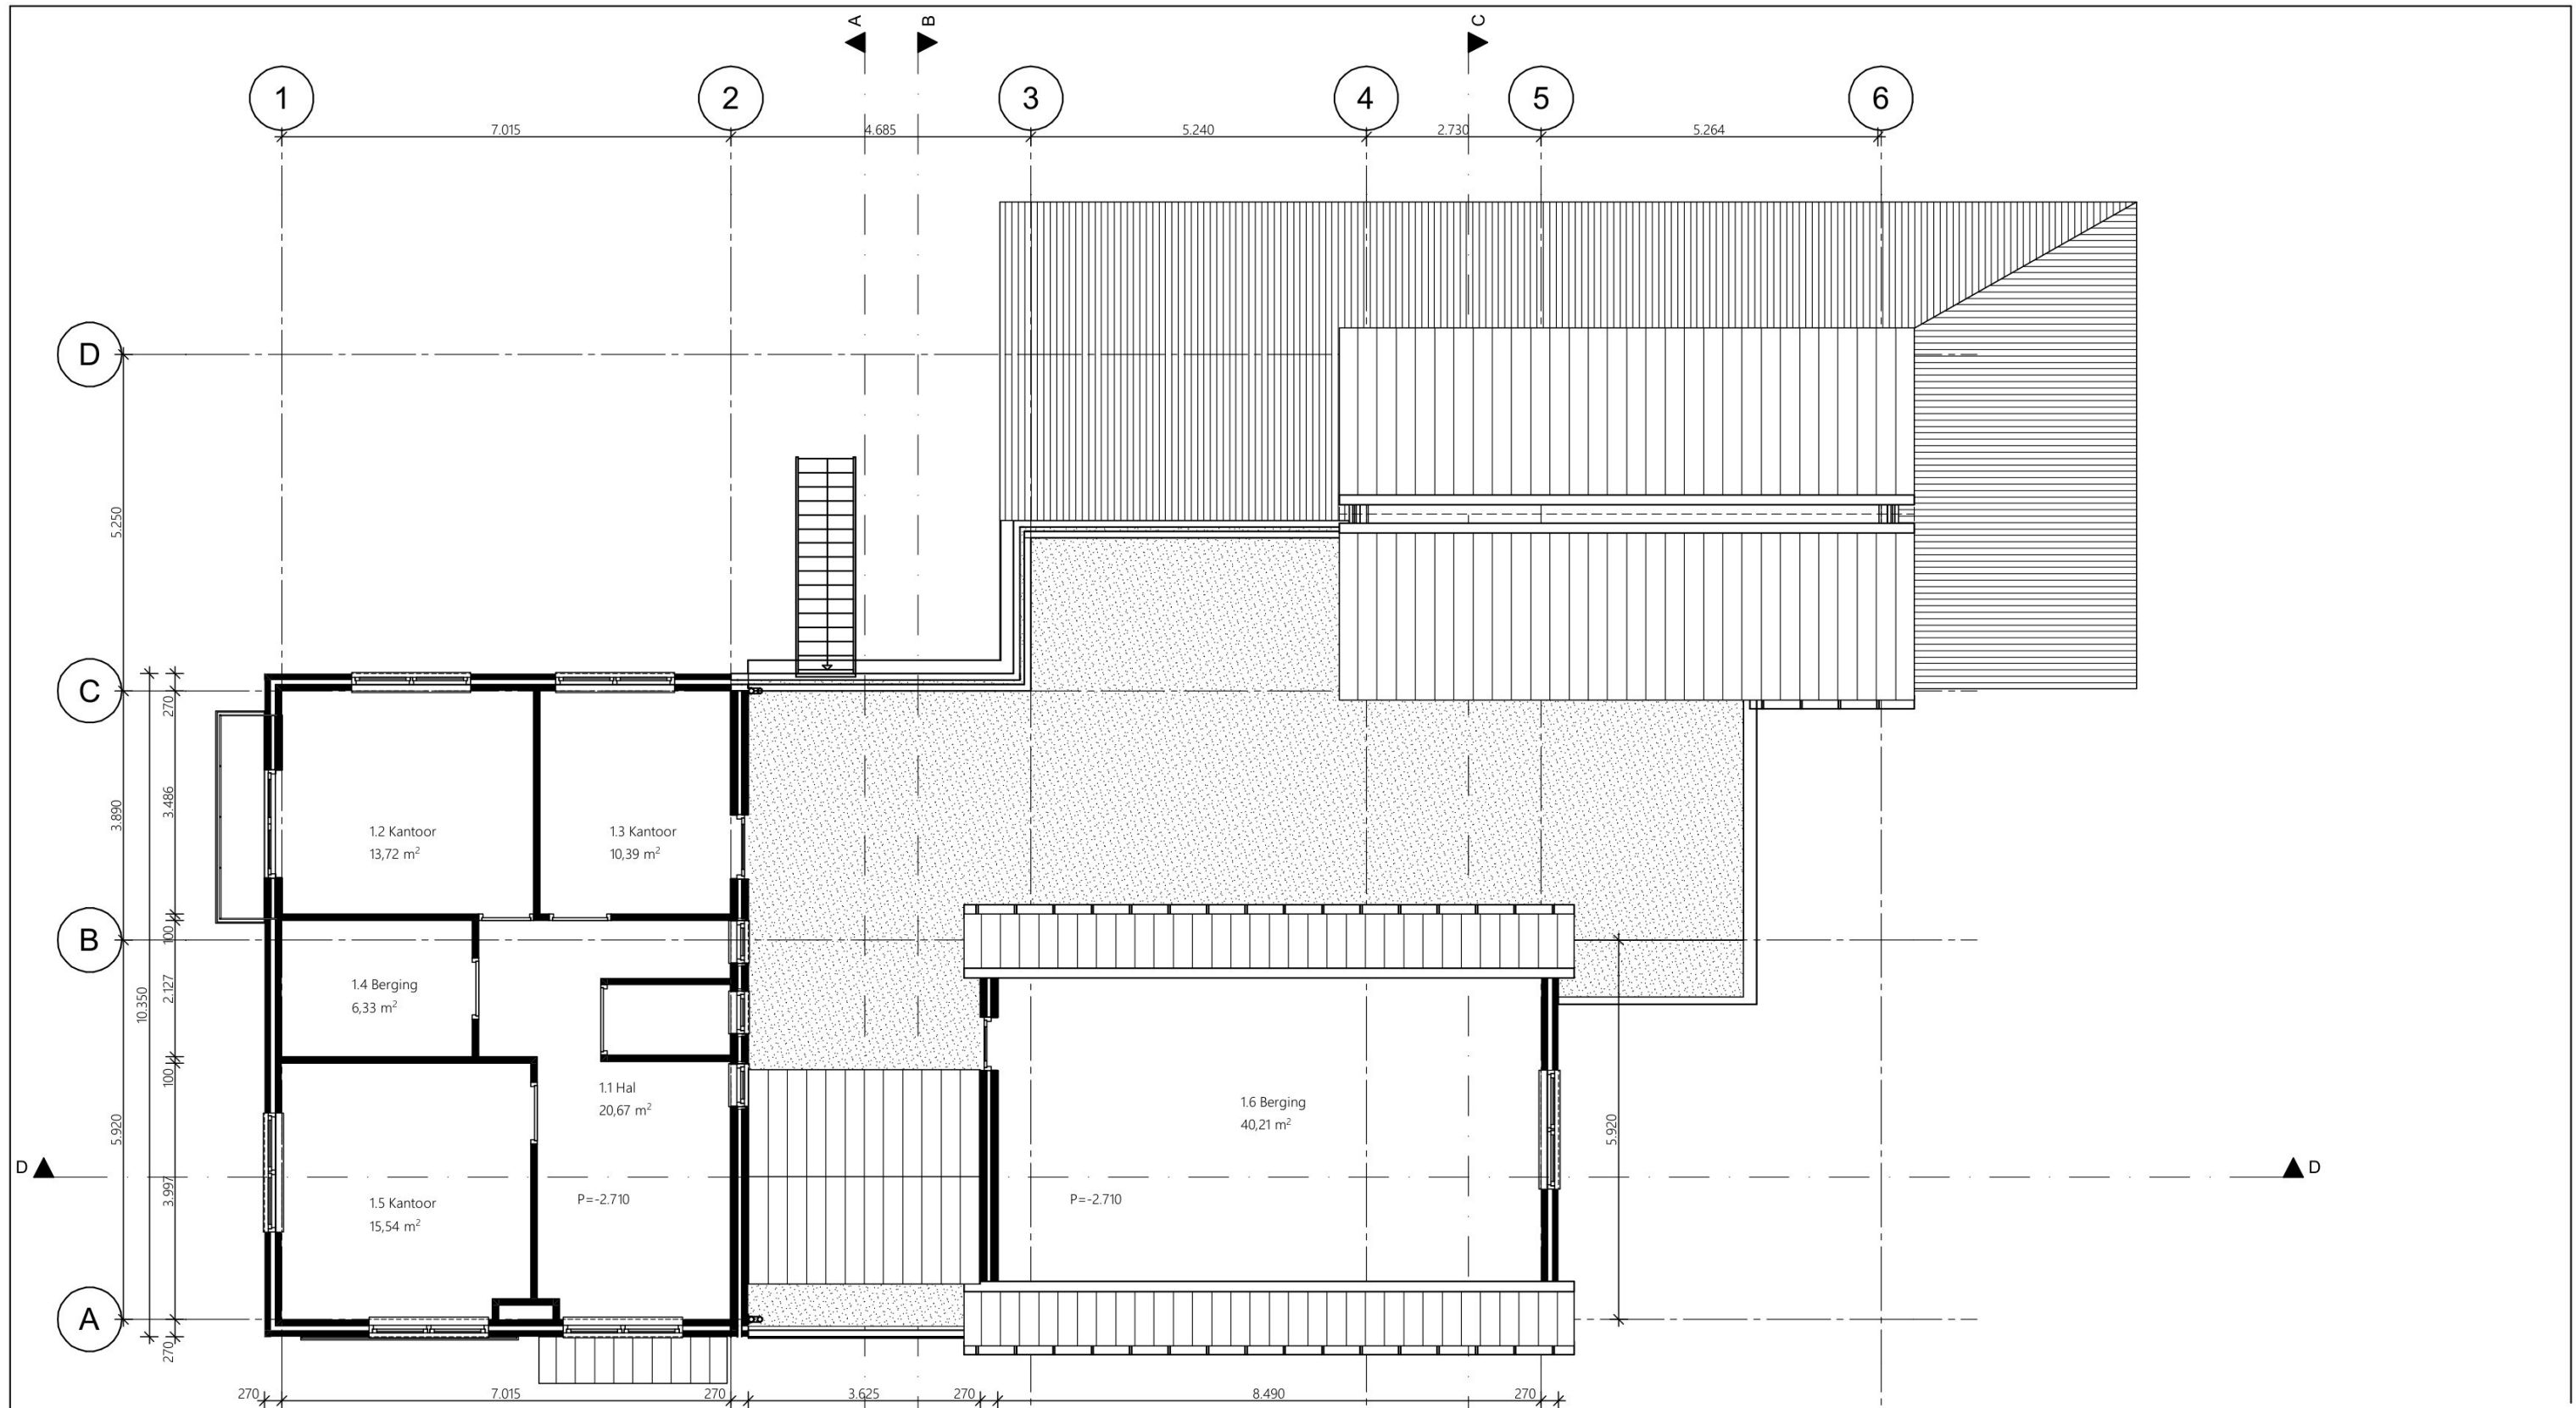 A B C
1 2 3 4 5 6
7.015 4.685 5.240 2.730 5.264
D
5.250
C
270
3.890
3.486
1.2 Kantoor
13,72 m²
1.3 Kantoor
10,39 m²
B
100
10.350
2.127
1.4 Berging
6,33 m²
100
1.1 Hal
20,67 m²
1.6 Berging
40,21 m²
5.920
5.920
D
D
3.997
1.5 Kantoor
15,54 m²
P=-2.710
P=-2.710
A
270
270 7.015 270 3.625 270 8.490 270